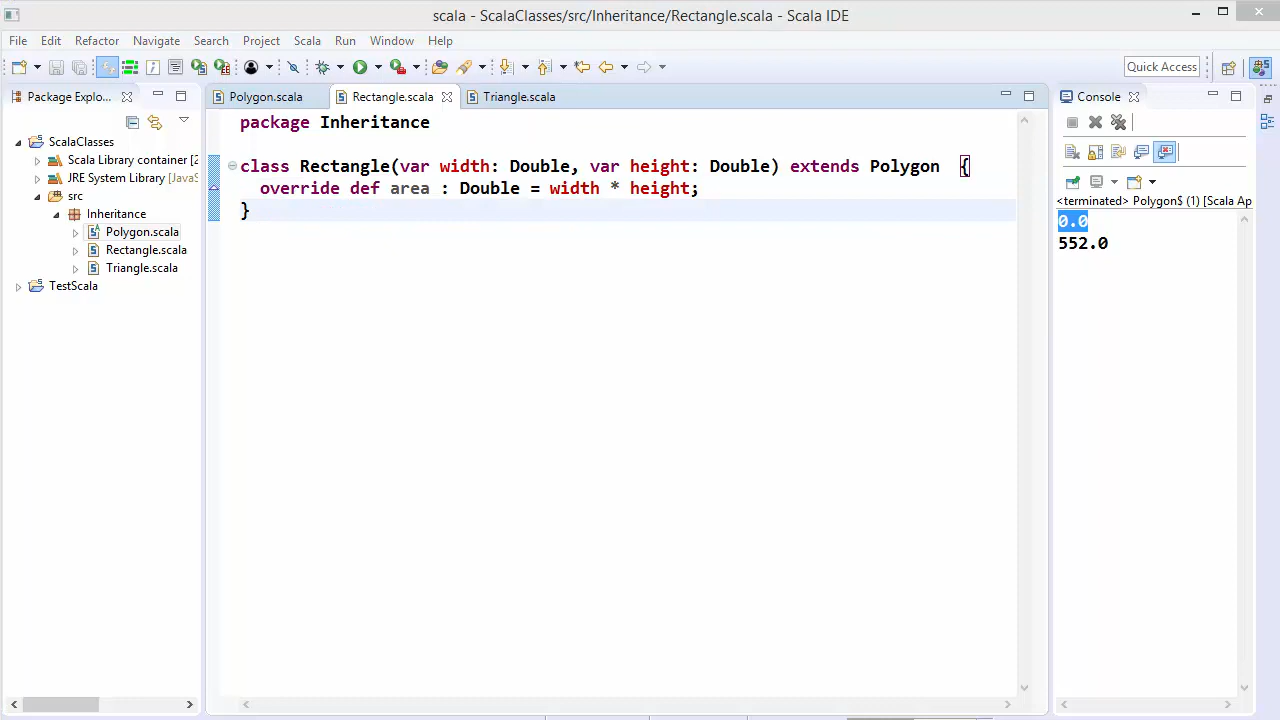 scala - ScalaClasses/src/Inheritance/Rectangle.scala - Scala IDE
File Edit Refactor Navigate Search Project Scala Run Window Help
Quick Access
Package Explo...
Polygon.scala
Rectangle.scala
Triangle.scala
Console
ScalaClasses
Scala Library container [2
JRE System Library [JavaS
src
Inheritance
Polygon.scala
Rectangle.scala
Triangle.scala
TestScala
package Inheritance
class Rectangle(var width: Double, var height: Double) extends Polygon {
override def area : Double = width * height;
}
<terminated> Polygon$ (1) [Scala Ap
0.0
552.0